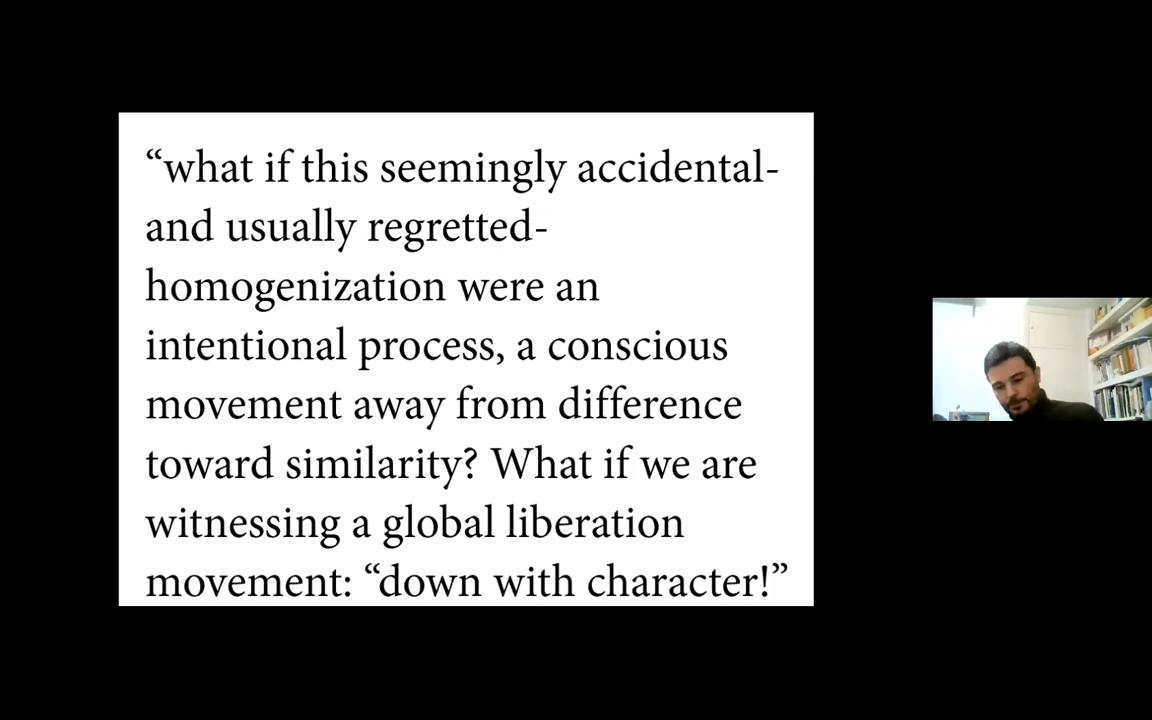 “what if this seemingly accidental-
and usually regretted-
homogenization were an
intentional process, a conscious
movement away from difference
toward similarity? What if we are
witnessing a global liberation
movement: “down with character!”